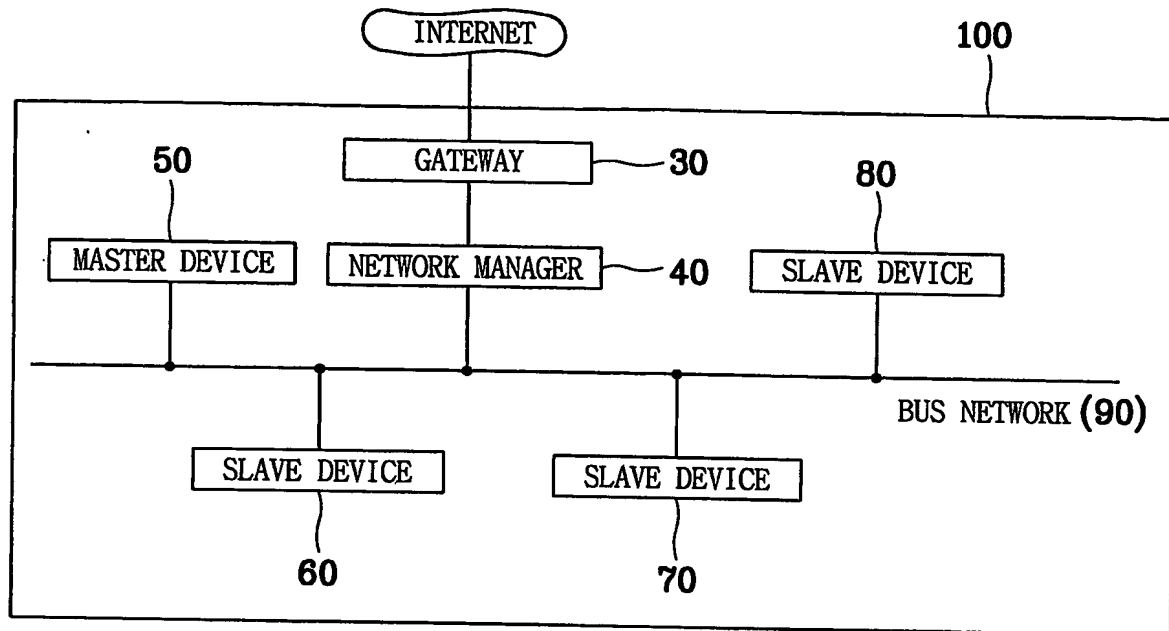 INTERNET
100
50
GATEWAY
30
80
MASTER DEVICE
NETWORK MANAGER
40
SLAVE DEVICE
BUS NETWORK (90)
SLAVE DEVICE
SLAVE DEVICE
60
70